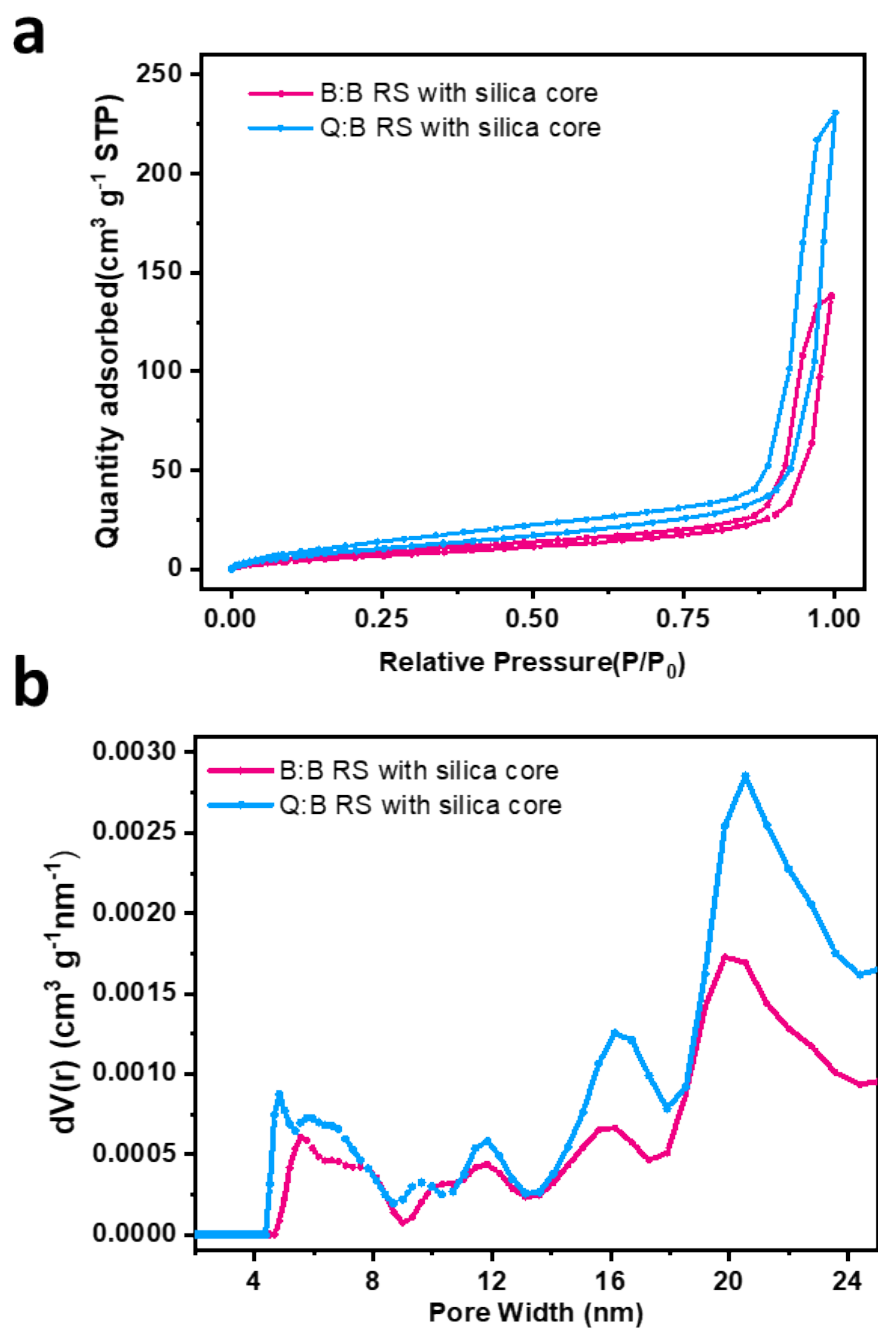 a
250
200
150
100
50
0
Quantity adsorbed(cm³ g⁻¹ STP)
B:B RS with silica core
Q:B RS with silica core
0.00 0.25 0.50 0.75 1.00
Relative Pressure(P/P₀)
b
0.0030
0.0025
0.0020
0.0015
0.0010
0.0005
0.0000
dV(r) (cm³ g⁻¹nm⁻¹)
B:B RS with silica core
Q:B RS with silica core
4 8 12 16 20 24
Pore Width (nm)